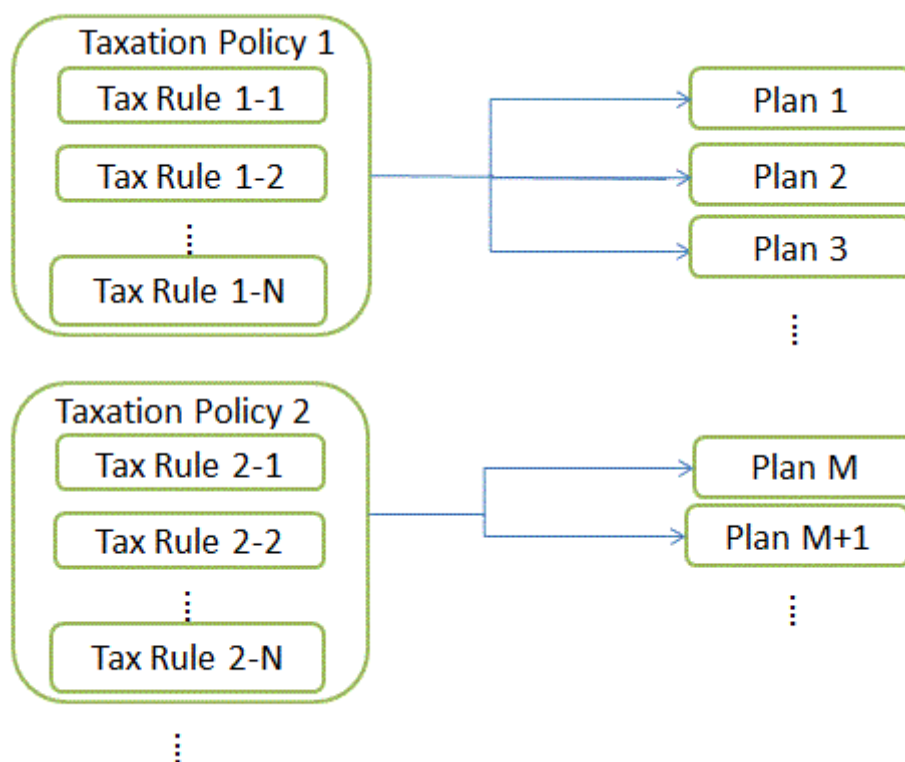 Taxation Policy 1
Tax Rule 1-1
Tax Rule 1-2
Tax Rule 1-N
Plan 1
Plan 2
Plan 3
Taxation Policy 2
Tax Rule 2-1
Tax Rule 2-2
Tax Rule 2-N
Plan M
Plan M+1